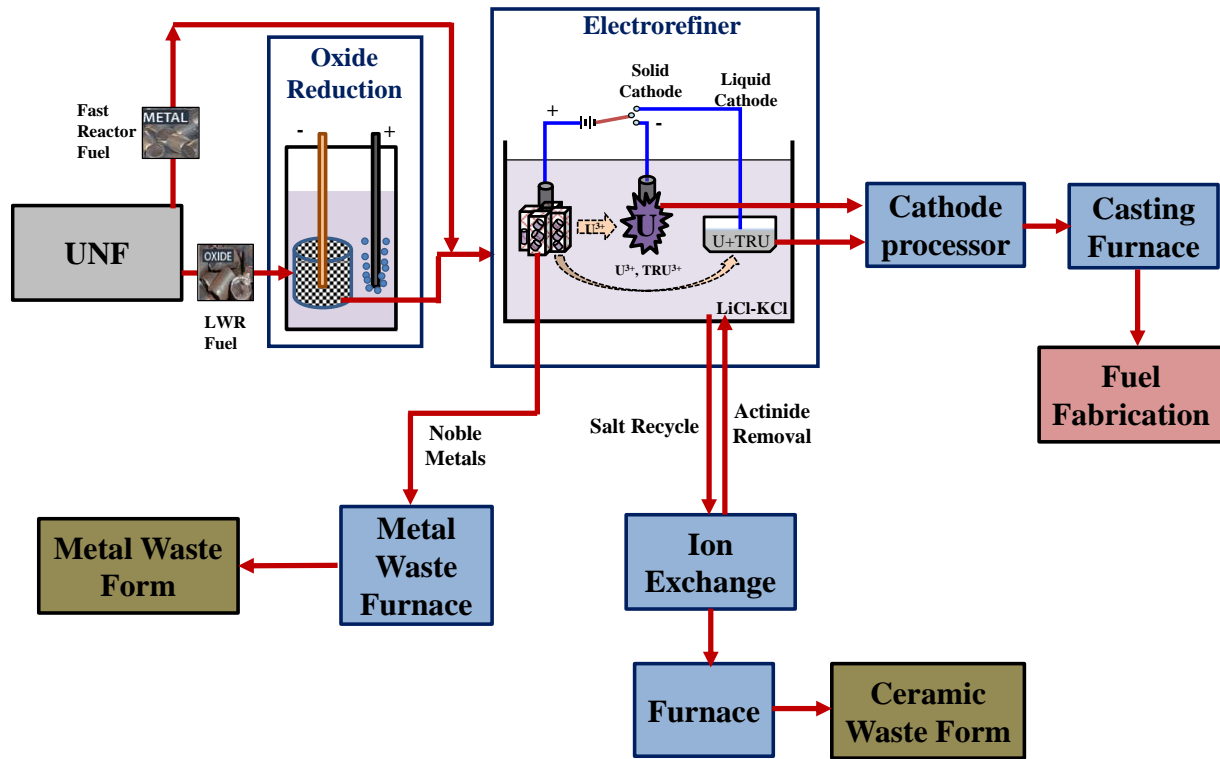 Electrorefiner
Oxide
Reduction
Solid
Cathode
Liquid
Cathode
Fast
Reactor
Fuel
METAL
-
+
+
-
UNF
OXIDE
LWR
Fuel
U³⁺
U
U+TRU
U³⁺, TRU³⁺
LiCl-KCl
Cathode
processor
Casting
Furnace
Fuel
Fabrication
Noble
Metals
Salt Recycle
Actinide
Removal
Metal Waste
Form
Metal
Waste
Furnace
Ion
Exchange
Furnace
Ceramic
Waste Form